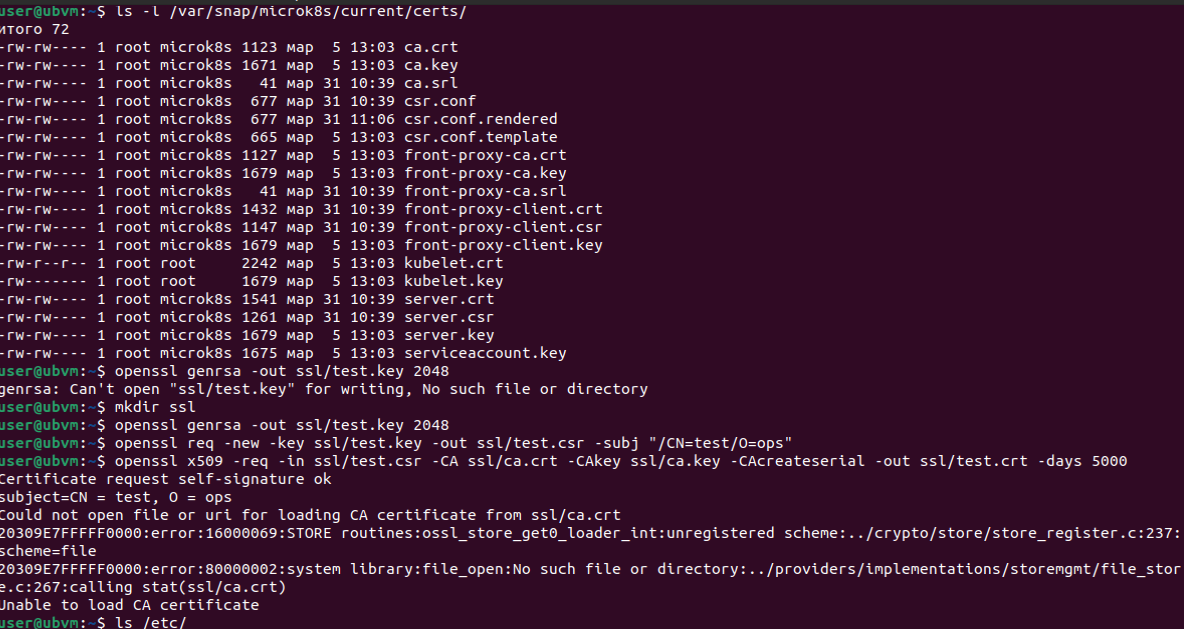 user@ubvm:~$ ls -l /var/snap/microk8s/current/certs/
итого 72
-rw-rw---- 1 root microk8s 1123 мар  5 13:03 ca.crt
-rw-rw---- 1 root microk8s 1671 мар  5 13:03 ca.key
-rw-rw---- 1 root microk8s   41 мар 31 10:39 ca.srl
-rw-rw---- 1 root microk8s  677 мар 31 10:39 csr.conf
-rw-rw---- 1 root microk8s  677 мар 31 11:06 csr.conf.rendered
-rw-rw---- 1 root microk8s  665 мар  5 13:03 csr.conf.template
-rw-rw---- 1 root microk8s 1127 мар  5 13:03 front-proxy-ca.crt
-rw-rw---- 1 root microk8s 1679 мар  5 13:03 front-proxy-ca.key
-rw-rw---- 1 root microk8s   41 мар 31 10:39 front-proxy-ca.srl
-rw-rw---- 1 root microk8s 1432 мар 31 10:39 front-proxy-client.crt
-rw-rw---- 1 root microk8s 1147 мар 31 10:39 front-proxy-client.csr
-rw-rw---- 1 root microk8s 1679 мар  5 13:03 front-proxy-client.key
-rw-r--r-- 1 root root     2242 мар  5 13:03 kubelet.crt
-rw------- 1 root root     1679 мар  5 13:03 kubelet.key
-rw-rw---- 1 root microk8s 1541 мар 31 10:39 server.crt
-rw-rw---- 1 root microk8s 1261 мар 31 10:39 server.csr
-rw-rw---- 1 root microk8s 1679 мар  5 13:03 server.key
-rw-rw---- 1 root microk8s 1675 мар  5 13:03 serviceaccount.key
user@ubvm:~$ openssl genrsa -out ssl/test.key 2048
genrsa: Can't open "ssl/test.key" for writing, No such file or directory
user@ubvm:~$ mkdir ssl
user@ubvm:~$ openssl genrsa -out ssl/test.key 2048
user@ubvm:~$ openssl req -new -key ssl/test.key -out ssl/test.csr -subj "/CN=test/O=ops"
user@ubvm:~$ openssl x509 -req -in ssl/test.csr -CA ssl/ca.crt -CAkey ssl/ca.key -CAcreateserial -out ssl/test.crt -days 5000
Certificate request self-signature ok
subject=CN = test, O = ops
Could not open file or uri for loading CA certificate from ssl/ca.crt
20309E7FFFFF0000:error:16000069:STORE routines:ossl_store_get0_loader_int:unregistered scheme:../crypto/store/store_register.c:237:
scheme=file
20309E7FFFFF0000:error:80000002:system library:file_open:No such file or directory:../providers/implementations/storemgmt/file_stor
e.c:267:calling stat(ssl/ca.crt)
Unable to load CA certificate
user@ubvm:~$ ls /etc/